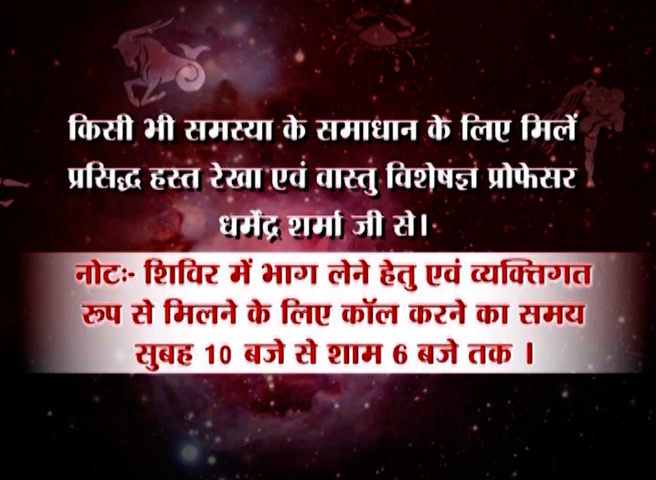 किसी भी समस्या के समाधान के लिए मिलें
प्रसिद्ध हस्त रेखा एवं वास्तु विशेषज्ञ प्रोफेसर
धर्मेंद्र शर्मा जी से।
नोटः- शिविर में भाग लेने हेतु एवं व्यक्तिगत
रूप से मिलने के लिए कॉल करने का समय
सुबह 10 बजे से शाम 6 बजे तक ।